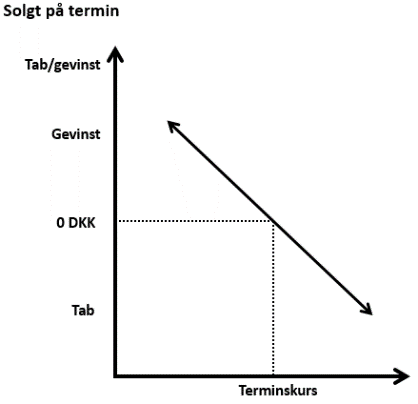 Solgt på termin
Tab/gevinst
Gevinst
0 DKK
Tab
Terminskurs